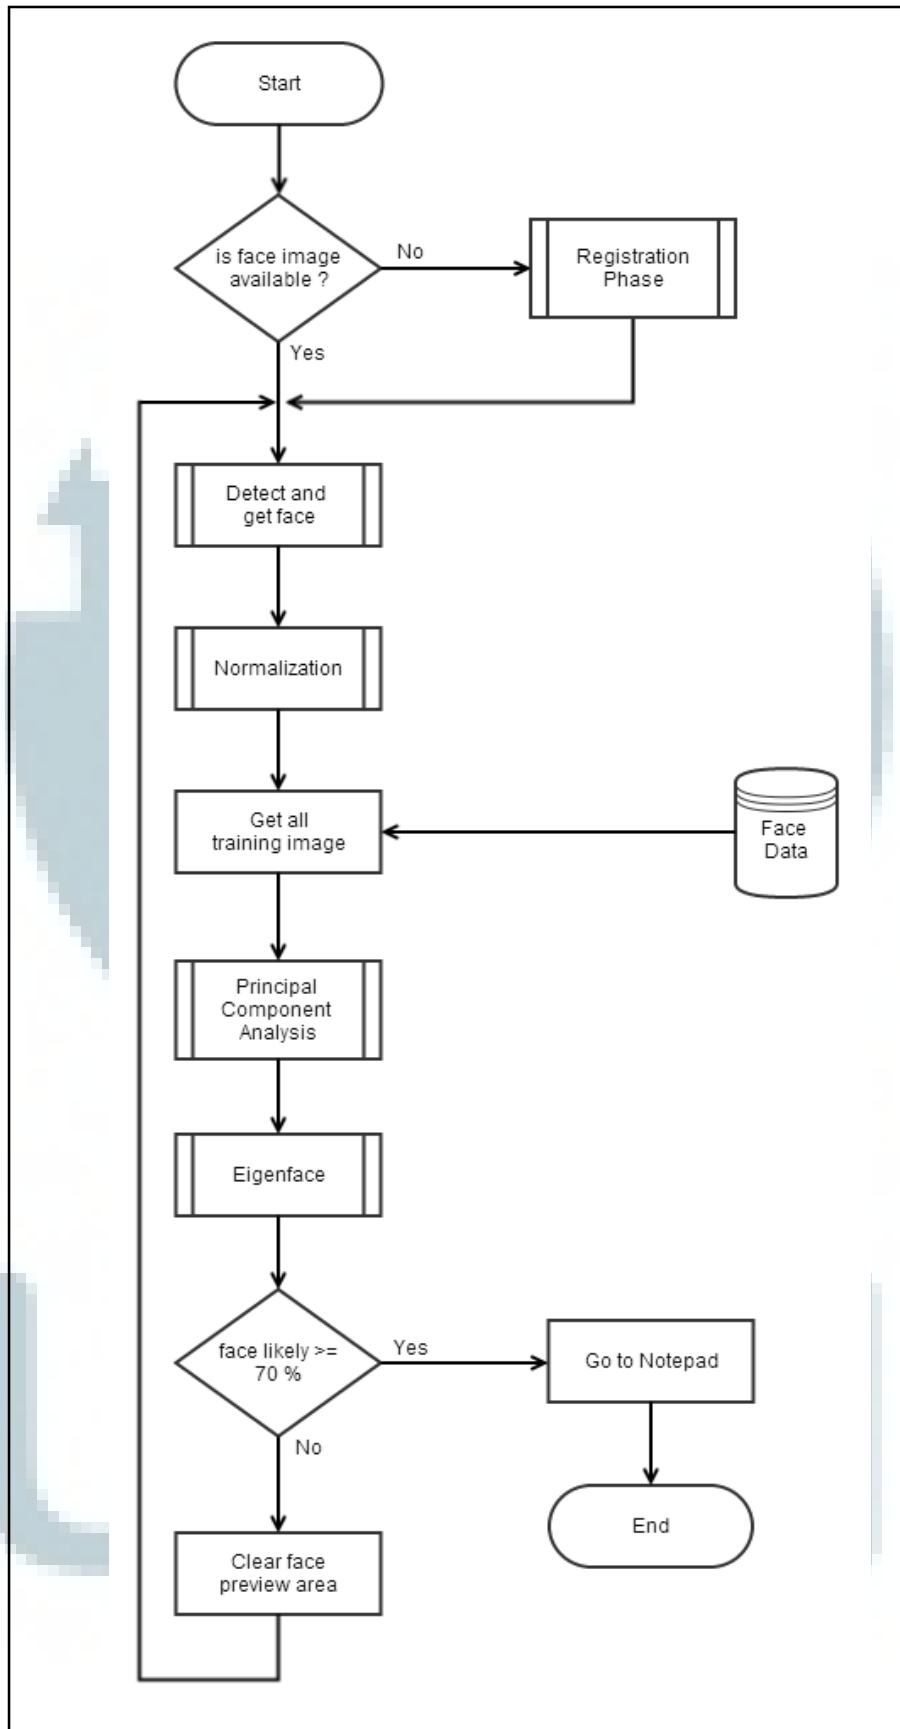 Start
is face image
available ?
No
Registration
Phase
Yes
Detect and
get face
Normalization
Get all
training image
Face
Data
Principal
Component
Analysis
Eigenface
face likely >=
70 %
Yes
Go to Notepad
No
End
Clear face
preview area